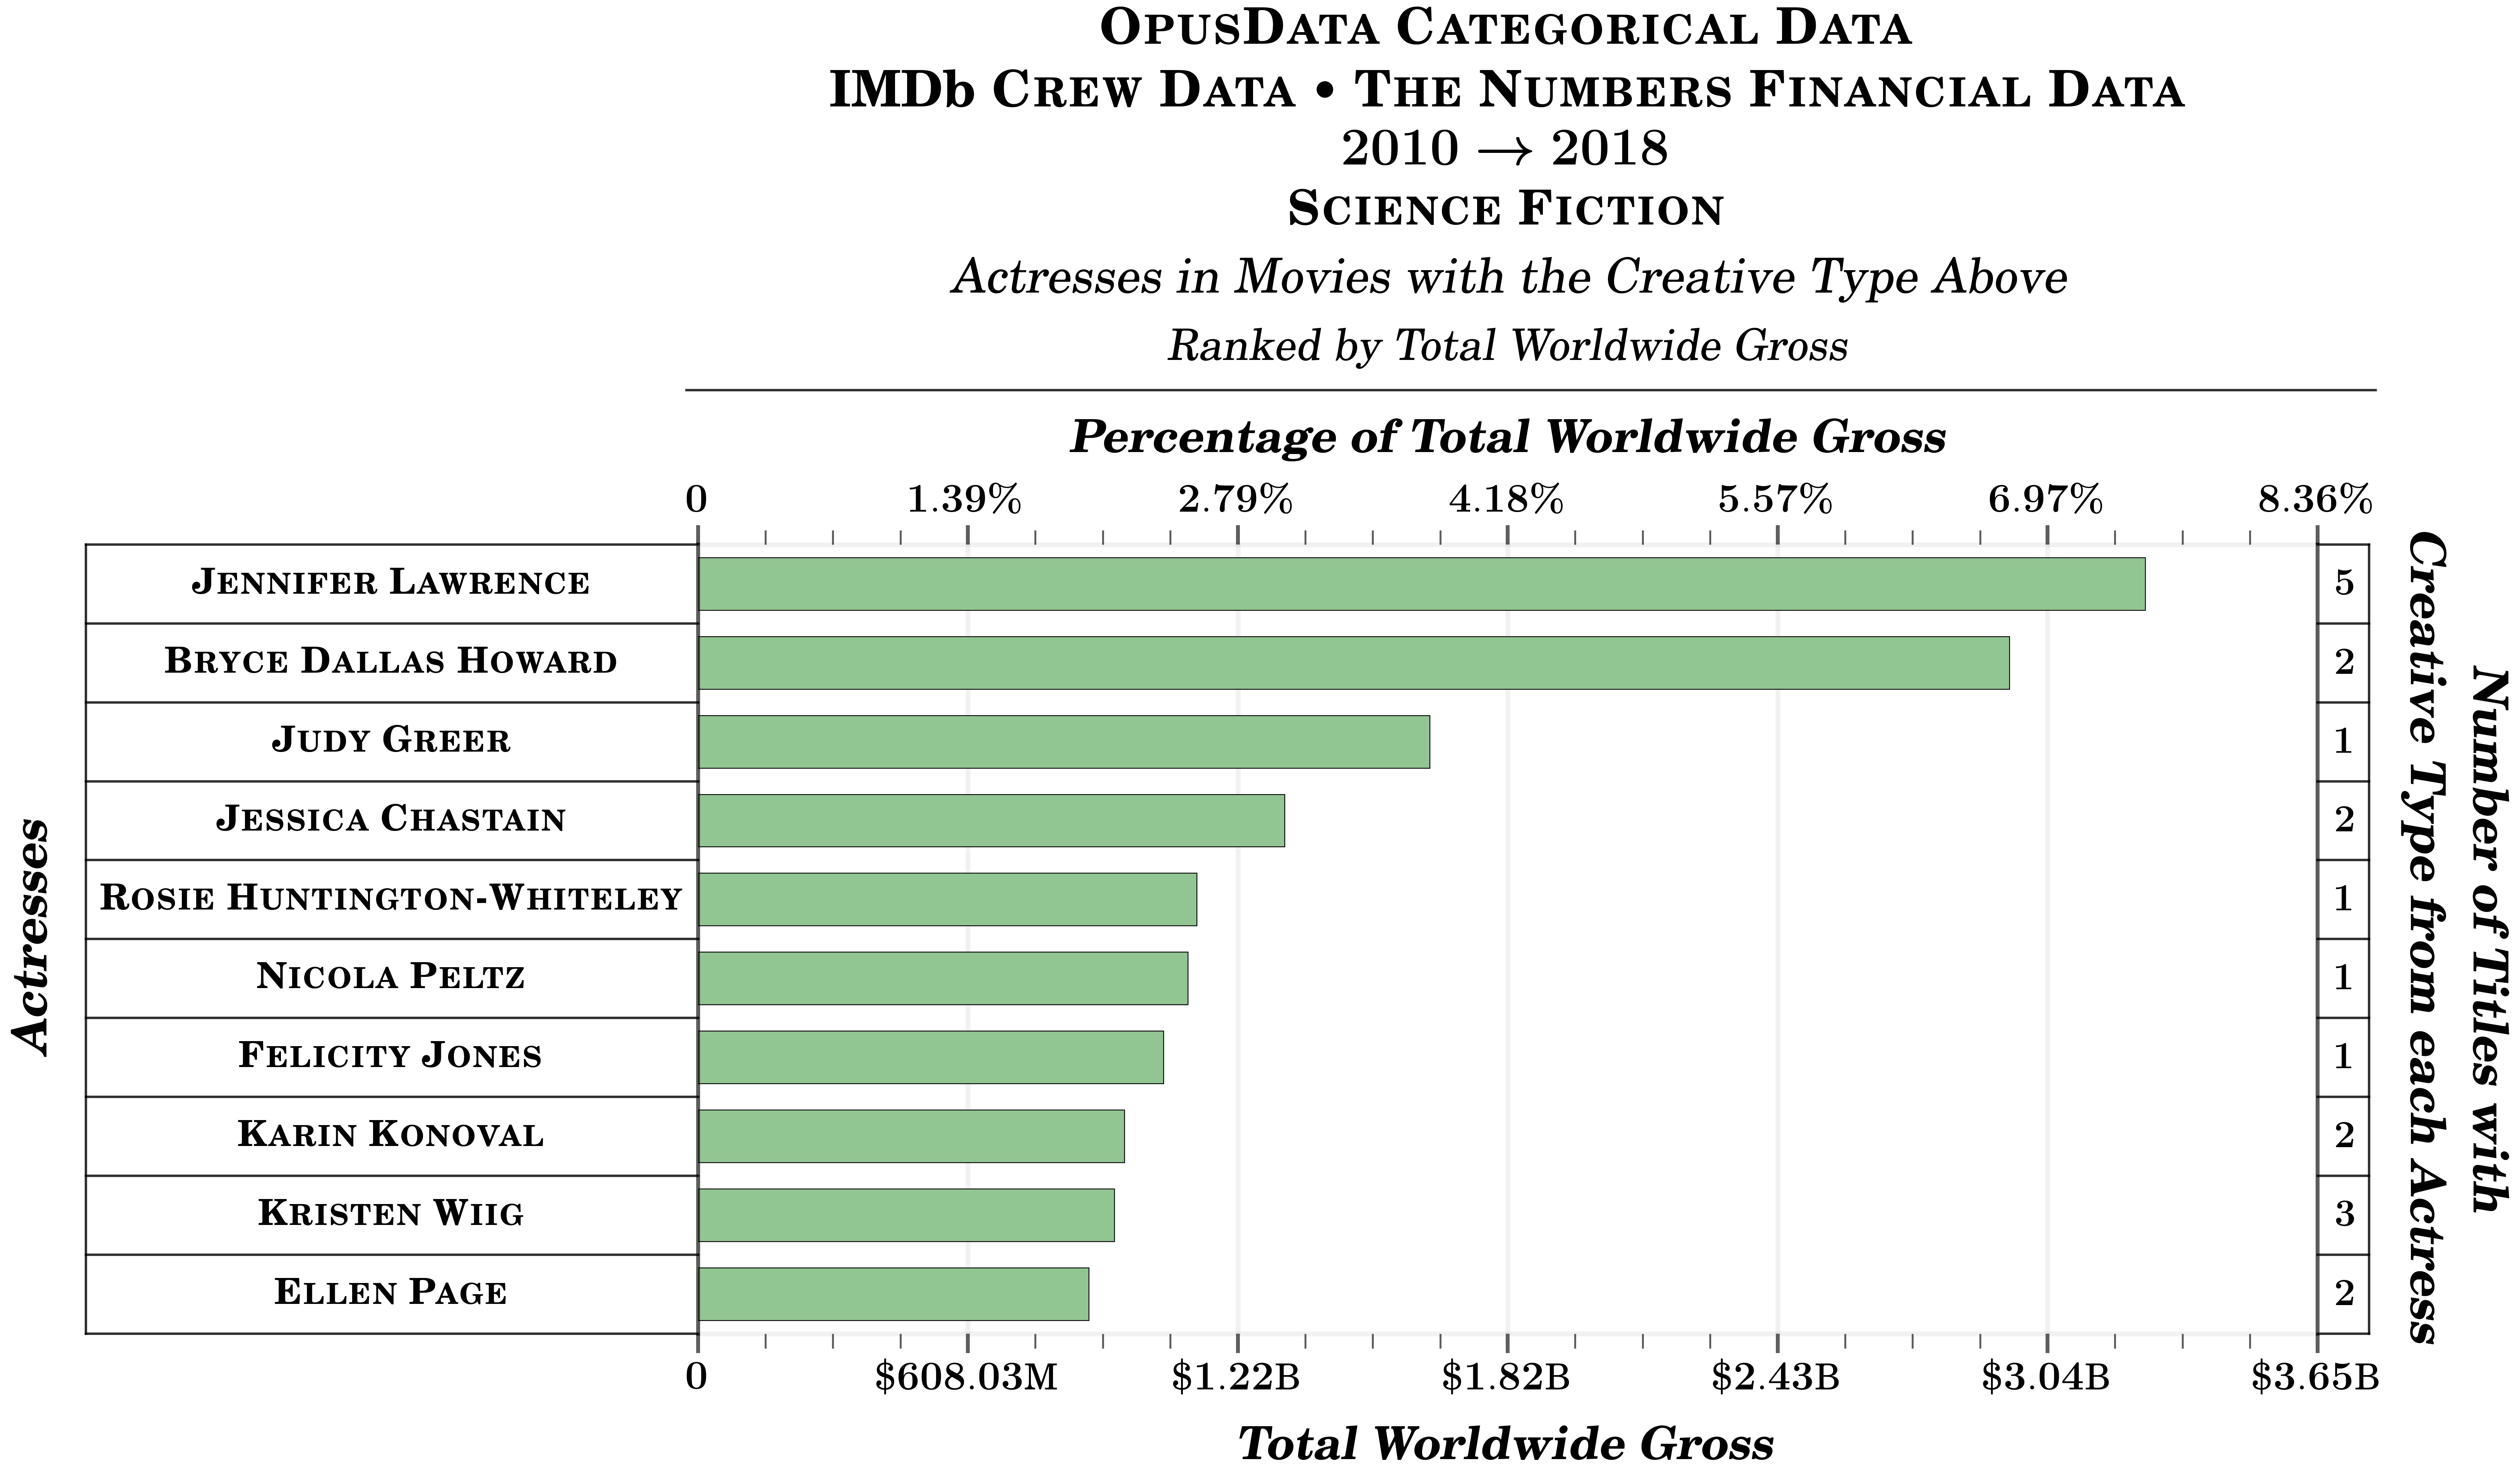 OpusData Categorical Data
IMDb Crew Data • The Numbers Financial Data
2010 → 2018
Science Fiction
Actresses in Movies with the Creative Type Above
Ranked by Total Worldwide Gross
Percentage of Total Worldwide Gross
0 1.39% 2.79% 4.18% 5.57% 6.97% 8.36%
Actresses
Jennifer Lawrence 5
Bryce Dallas Howard 2
Judy Greer 1
Jessica Chastain 2
Rosie Huntington-Whiteley 1
Nicola Peltz 1
Felicity Jones 1
Karin Konoval 2
Kristen Wiig 3
Ellen Page 2
Number of Titles with
Creative Type from each Actress
0 $608.03M $1.22B $1.82B $2.43B $3.04B $3.65B
Total Worldwide Gross